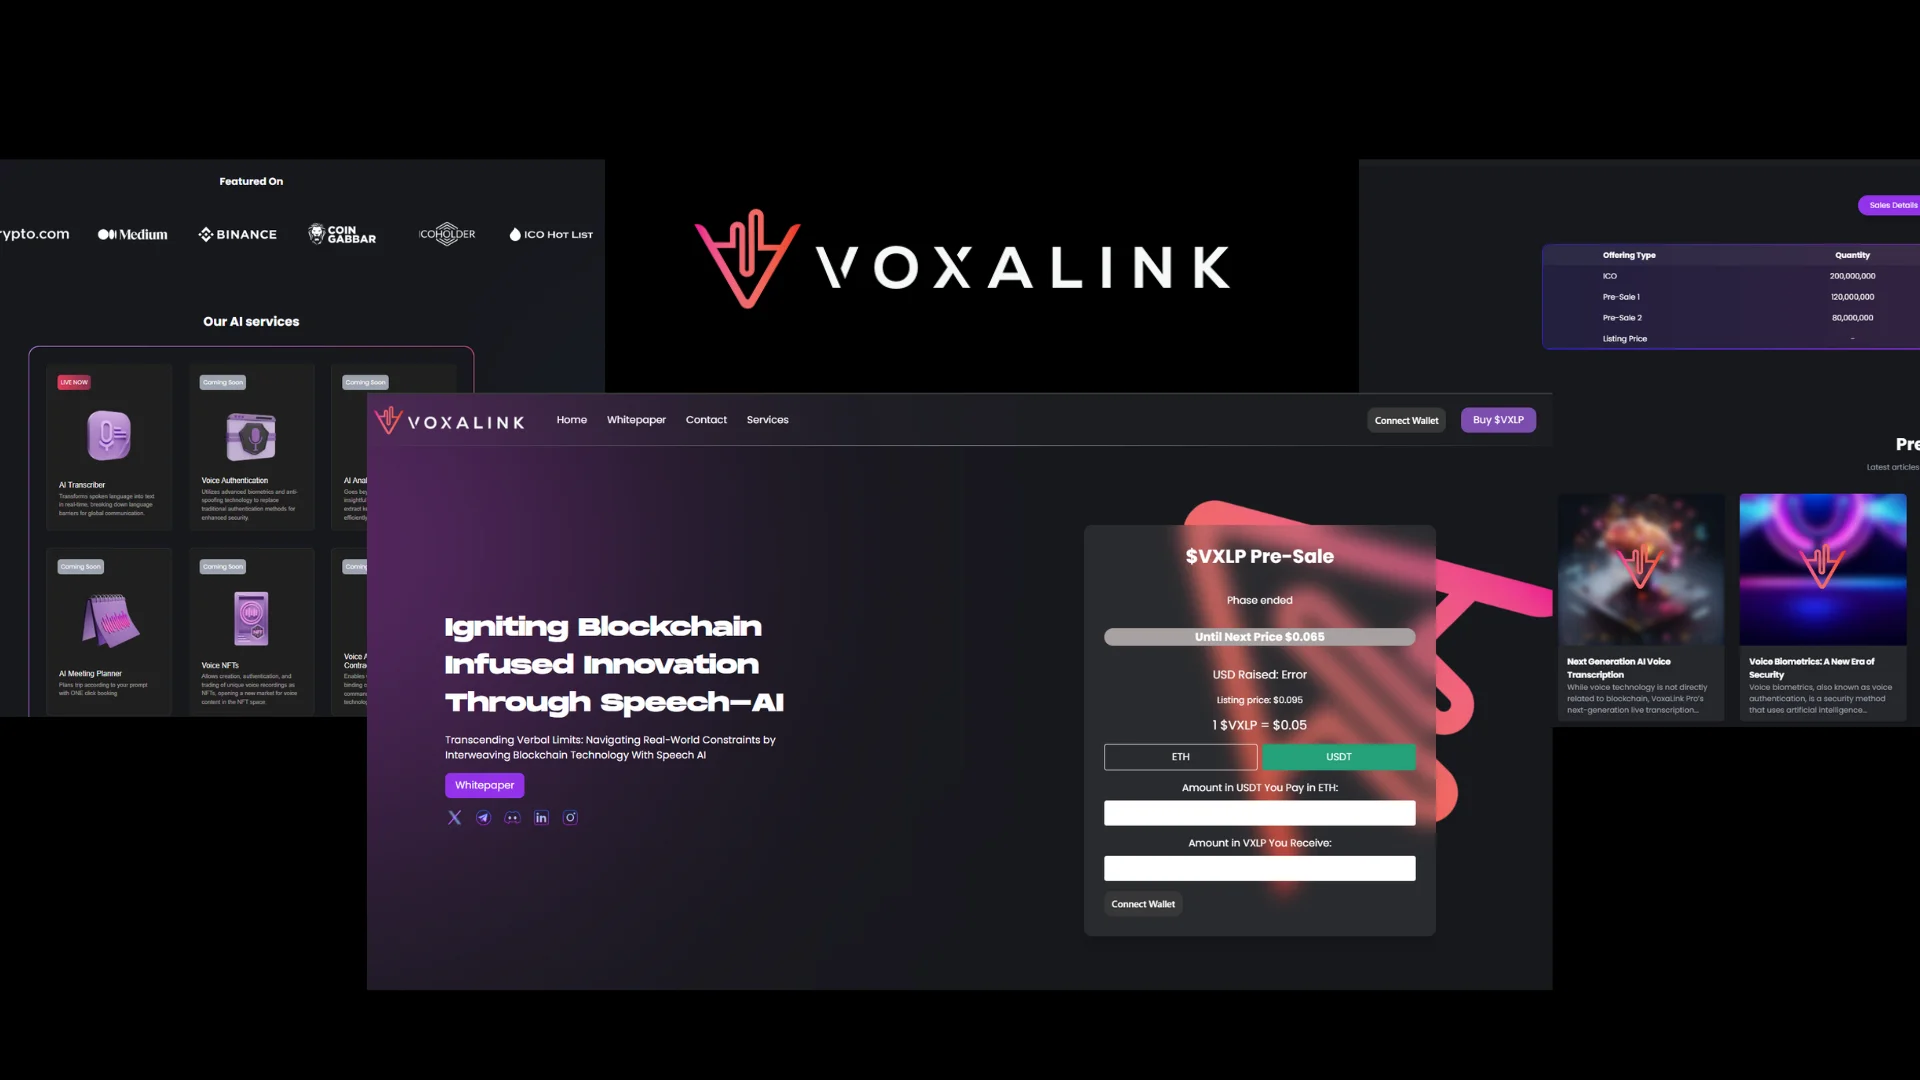 Featured On
rypto.com
Medium
BINANCE
COIN GABBAR
ICOHOLDER
ICO HOT LIST
Our AI services
LIVE NOW
AI Transcriber
Transforms spoken language into text
in real-time, breaking down language
barriers for global communication.
Coming Soon
Voice Authentication
Utilizes advanced biometrics and anti-
spoofing technology to replace
traditional authentication methods for
enhanced security.
Coming Soon
AI Anal
Goes be
insightful
extract k
efficiently
Coming Soon
AI Meeting Planner
Plans trip according to your prompt
with ONE click booking.
Coming Soon
Voice NFTs
Allows creation, authentication, and
trading of unique voice recordings as
NFTs, opening a new market for voice
content in the NFT space.
Coming
Voice A
Contra
Enables
binding o
comman
technolog
VOXALINK
Sales Details
Offering Type Quantity
ICO 200,000,000
Pre-Sale 1 120,000,000
Pre-Sale 2 80,000,000
Listing Price -
VOXALINK
Home Whitepaper Contact Services
Connect Wallet
Buy $VXLP
Igniting Blockchain
Infused Innovation
Through Speech-AI
Transcending Verbal Limits: Navigating Real-World Constraints by
Interweaving Blockchain Technology With Speech AI
Whitepaper
$VXLP Pre-Sale
Phase ended
Until Next Price $0.065
USD Raised: Error
Listing price: $0.095
1 $VXLP = $0.05
ETH USDT
Amount in USDT You Pay in ETH:
Amount in VXLP You Receive:
Connect Wallet
Pre
Latest articles
Next Generation AI Voice
Transcription
While voice technology is not directly
related to blockchain, VoxaLink Pro's
next-generation live transcription...
Voice Biometrics: A New Era of
Security
Voice biometrics, also known as voice
authentication, is a security method
that uses artificial intelligence...